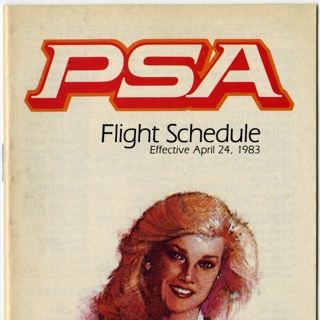 PSA
Flight Schedule
Effective April 24, 1983